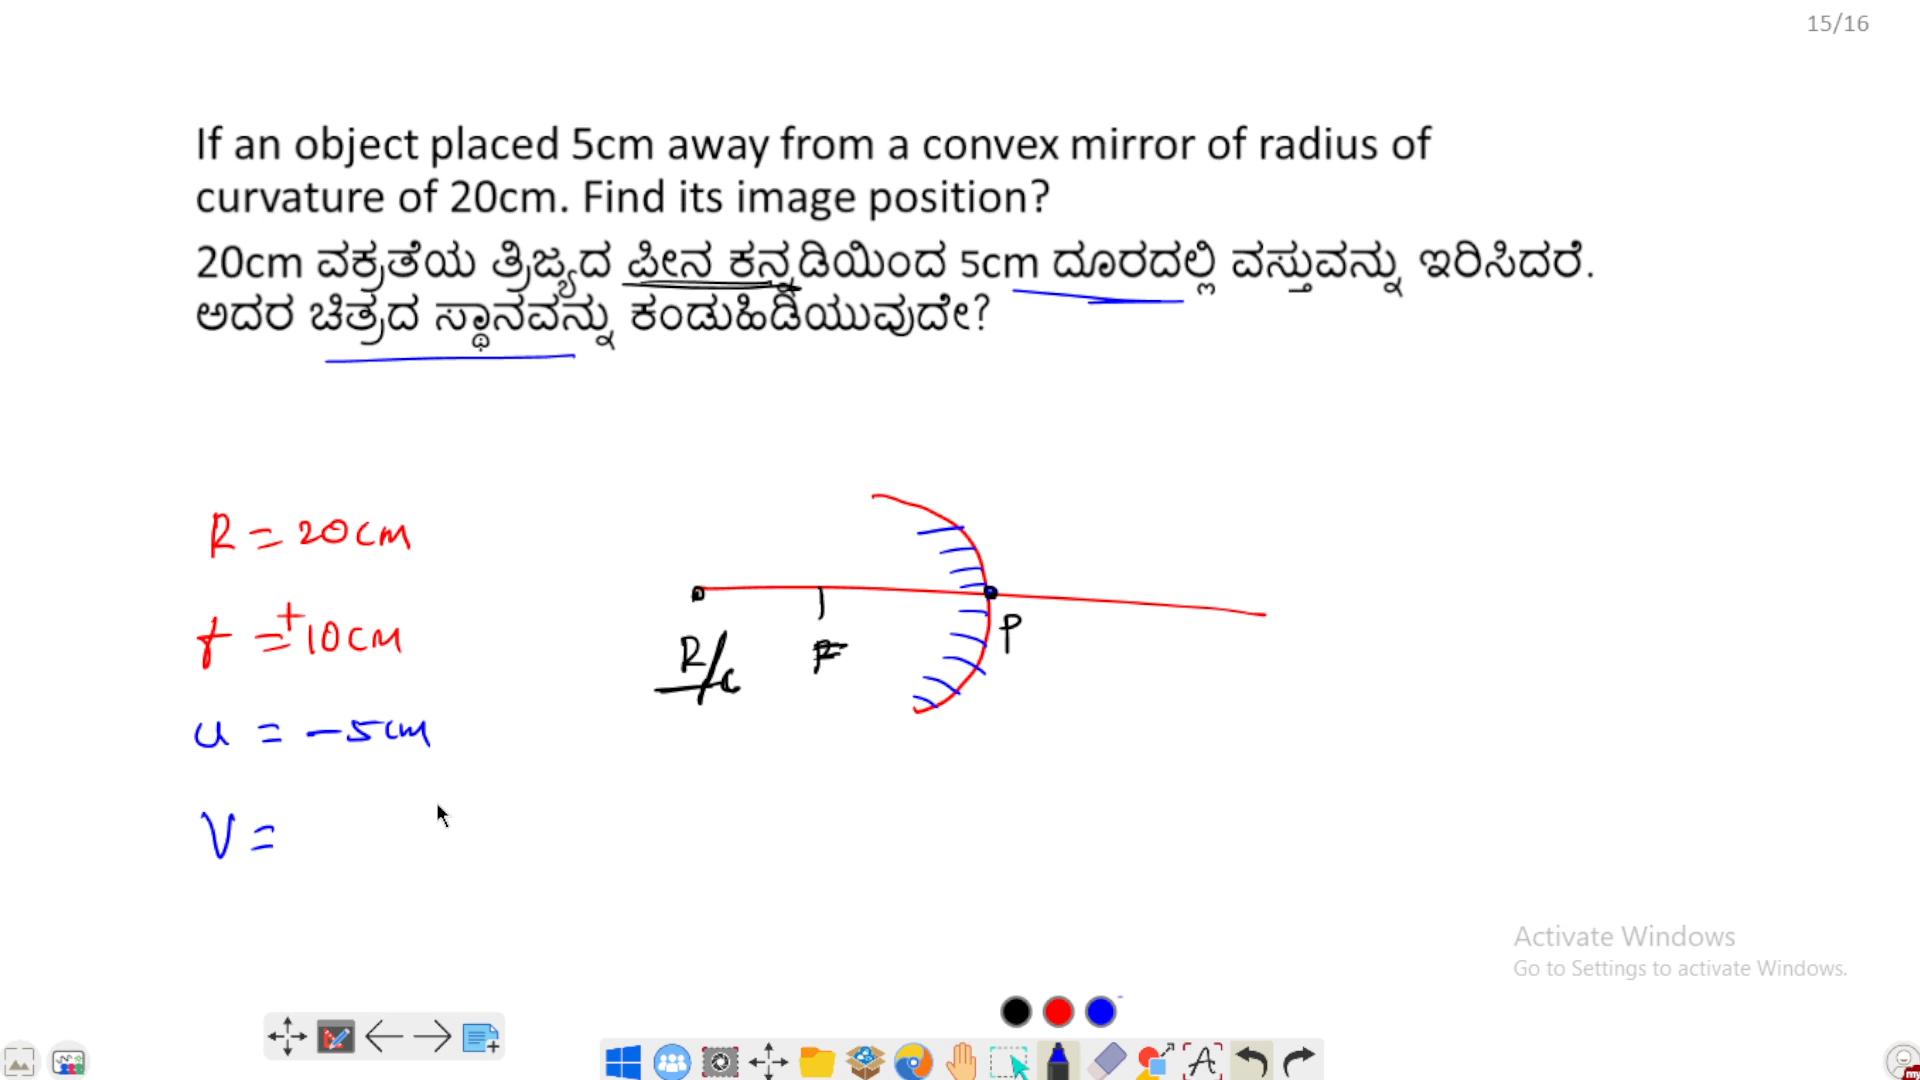 15/16
If an object placed 5cm away from a convex mirror of radius of
curvature of 20cm. Find its image position?
20cm ವಕ್ರತೆಯ ತ್ರಿಜ್ಯದ ಪೀನ ಕನ್ನಡಿಯಿಂದ 5cm ದೂರದಲ್ಲಿ ವಸ್ತುವನ್ನು ಇರಿಸಿದರೆ.
ಅದರ ಚಿತ್ರದ ಸ್ಥಾನವನ್ನು ಕಂಡುಹಿಡಿಯುವುದೇ?
R = 20cm
f = +10cm
u = -5cm
V =
R/C
F
P
Activate Windows
Go to Settings to activate Windows.